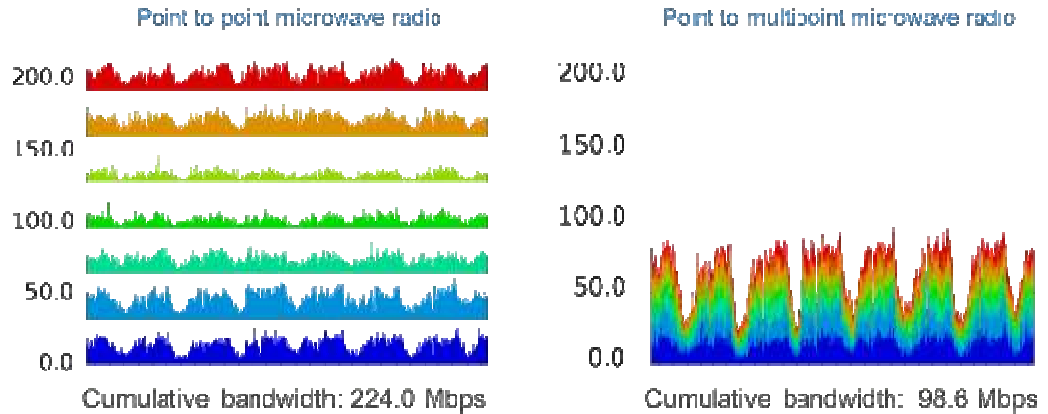 Point to point microwave radio
200.0
150.0
100.0
50.0
0.0
Cumulative bandwidth: 224.0 Mbps
Point to multipoint microwave radio
200.0
150.0
100.0
50.0
0.0
Cumulative bandwidth: 98.6 Mbps